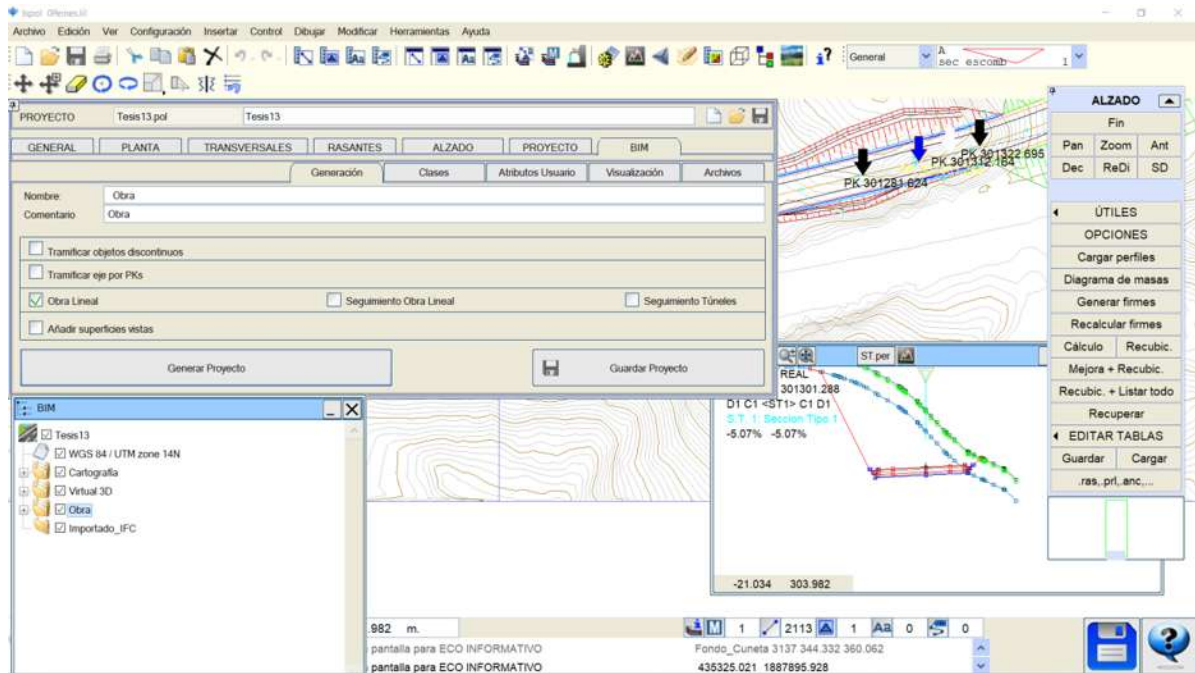 Ispol
Archivo Edición Ver Configuración Insertar Control Dibujar Modificar Herramientas Ayuda
General
A
sec escomb 1
PROYECTO Tesis13.pol Tesis13
GENERAL PLANTA TRANSVERSALES RASANTES ALZADO PROYECTO BIM
Generación Clases Atributos Usuario Visualización Archivos
Nombre: Obra
Comentario Obra
Tramificar objetos discontinuos
Tramificar eje por PKs
Obra Lineal Seguimiento Obra Lineal Seguimiento Túneles
Añadir superficies vistas
Generar Proyecto Guardar Proyecto
PK 301322.695
PK 301312.164
PK 301281.624
ALZADO
Fin
Pan Zoom Ant
Dec ReDi SD
ÚTILES
OPCIONES
Cargar perfiles
Diagrama de masas
Generar firmes
Recalcular firmes
Cálculo Recubic.
Mejora + Recubic.
Recubic. + Listar todo
Recuperar
EDITAR TABLAS
Guardar Cargar
.ras,.prl,.anc,...
BIM
Tesis13
WGS 84 / UTM zone 14N
Cartografía
Virtual 3D
Obra
Importado_IFC
ST.per
REAL
301301.288
D1 C1 <ST1> C1 D1
S.T. 1: Seccion Tipo 1
-5.07% -5.07%
-21.034 303.982
.982 m.
1 2113 1 Aa 0 0
pantalla para ECO INFORMATIVO Fondo_Cuneta 3137 344.332 360.062
pantalla para ECO INFORMATIVO 435325.021 1887895.928